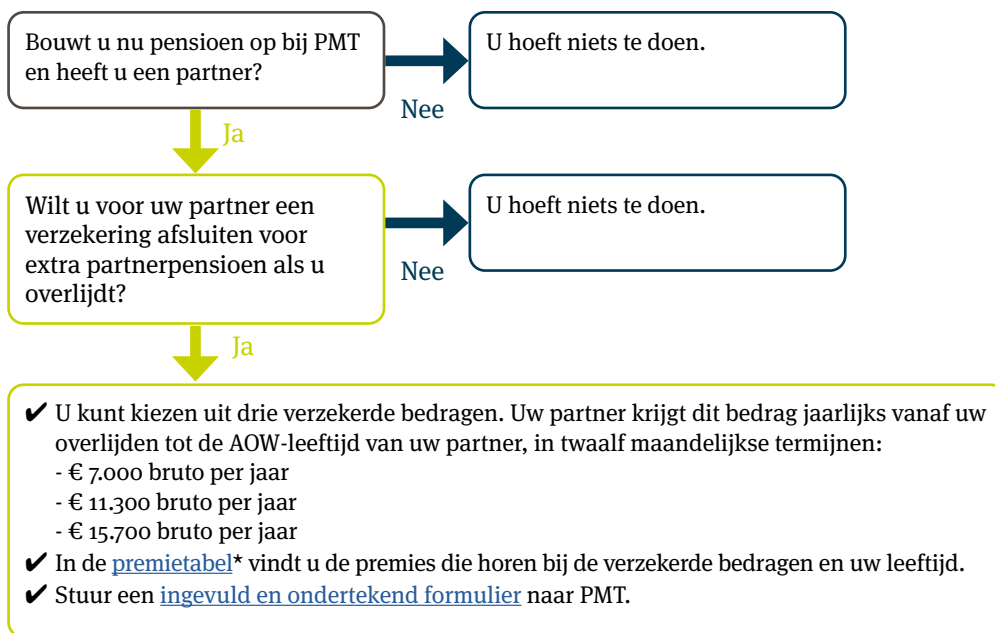 Bouwt u nu pensioen op bij PMT
en heeft u een partner?
U hoeft niets te doen.
Nee
Ja
Wilt u voor uw partner een
verzekering afsluiten voor
extra partnerpensioen als u
overlijdt?
U hoeft niets te doen.
Nee
Ja
✔ U kunt kiezen uit drie verzekerde bedragen. Uw partner krijgt dit bedrag jaarlijks vanaf uw
overlijden tot de AOW-leeftijd van uw partner, in twaalf maandelijkse termijnen:
- € 7.000 bruto per jaar
- € 11.300 bruto per jaar
- € 15.700 bruto per jaar
✔ In de premietabel* vindt u de premies die horen bij de verzekerde bedragen en uw leeftijd.
✔ Stuur een ingevuld en ondertekend formulier naar PMT.